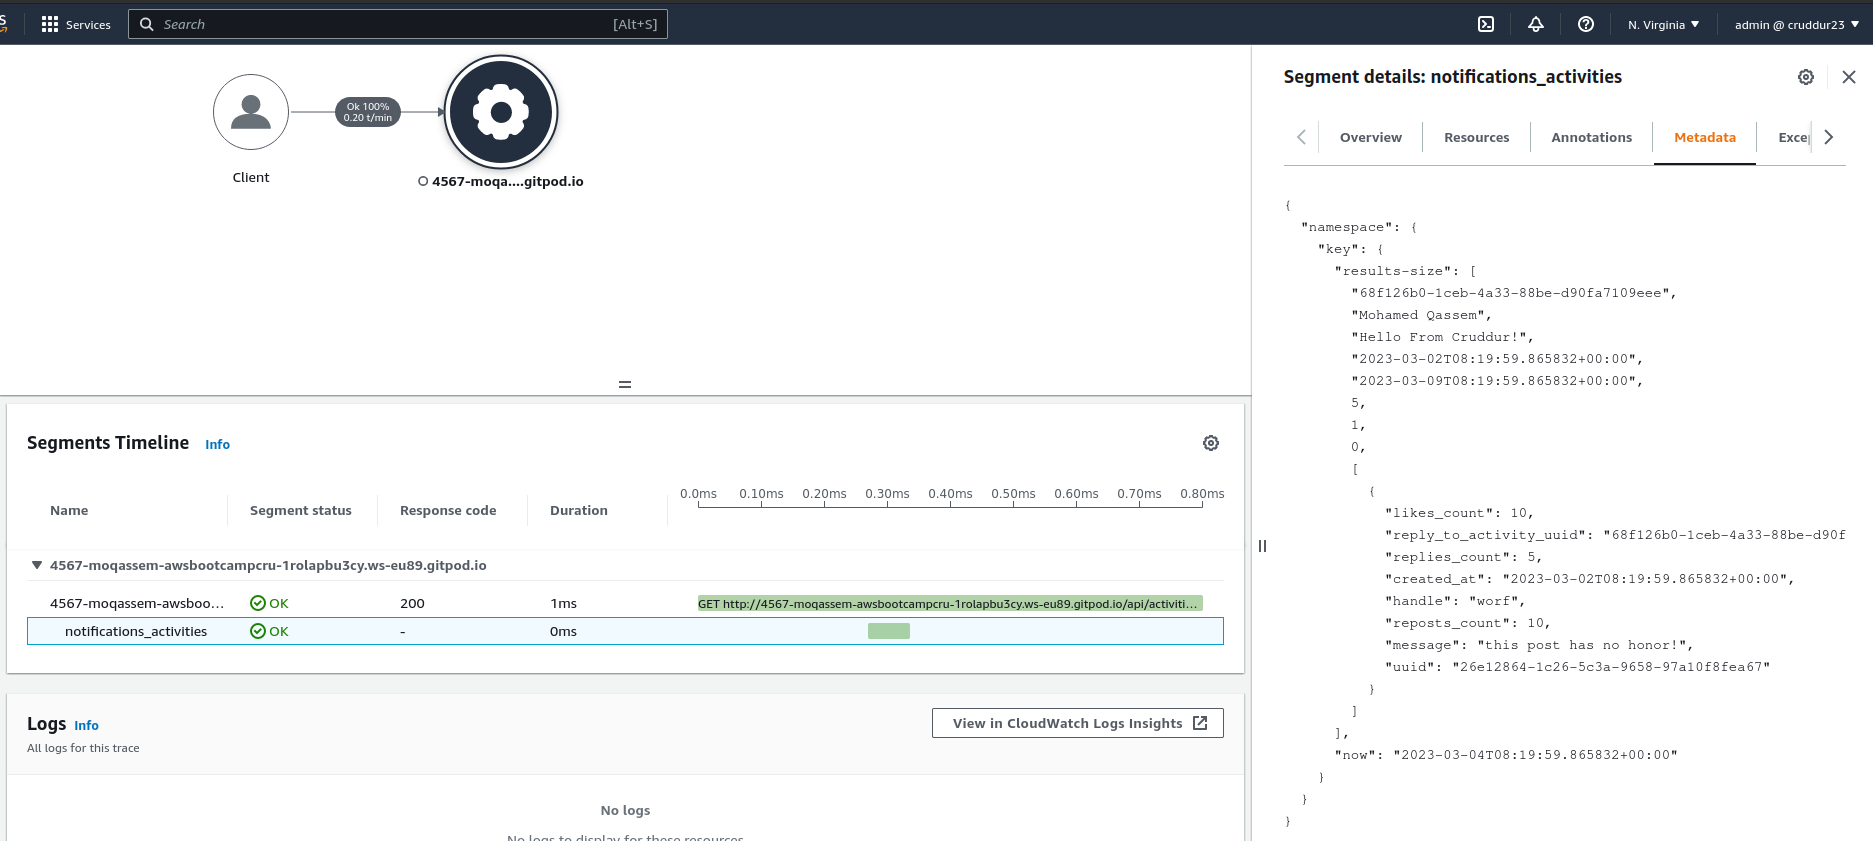 Services
Search
[Alt+S]
N. Virginia
admin @ cruddur23
Ok 100%
0.20 t/min
Client
4567-moqa....gitpod.io
Segments Timeline
Info
Name
Segment status
Response code
Duration
0.0ms
0.10ms
0.20ms
0.30ms
0.40ms
0.50ms
0.60ms
0.70ms
0.80ms
4567-moqassem-awsbootcampcru-1rolapbu3cy.ws-eu89.gitpod.io
4567-moqassem-awsboo...
OK
200
1ms
GET http://4567-moqassem-awsbootcampcru-1rolapbu3cy.ws-eu89.gitpod.io/api/activiti...
notifications_activities
OK
-
0ms
Logs
Info
All logs for this trace
View in CloudWatch Logs Insights
No logs
No logs to display for these resources
Segment details: notifications_activities
Overview
Resources
Annotations
Metadata
Exce
{
"namespace": {
"key": {
"results-size": [
"68f126b0-1ceb-4a33-88be-d90fa7109eee",
"Mohamed Qassem",
"Hello From Cruddur!",
"2023-03-02T08:19:59.865832+00:00",
"2023-03-09T08:19:59.865832+00:00",
5,
1,
0,
[
{
"likes_count": 10,
"reply_to_activity_uuid": "68f126b0-1ceb-4a33-88be-d90f
"replies_count": 5,
"created_at": "2023-03-02T08:19:59.865832+00:00",
"handle": "worf",
"reposts_count": 10,
"message": "this post has no honor!",
"uuid": "26e12864-1c26-5c3a-9658-97a10f8fea67"
}
]
],
"now": "2023-03-04T08:19:59.865832+00:00"
}
}
}